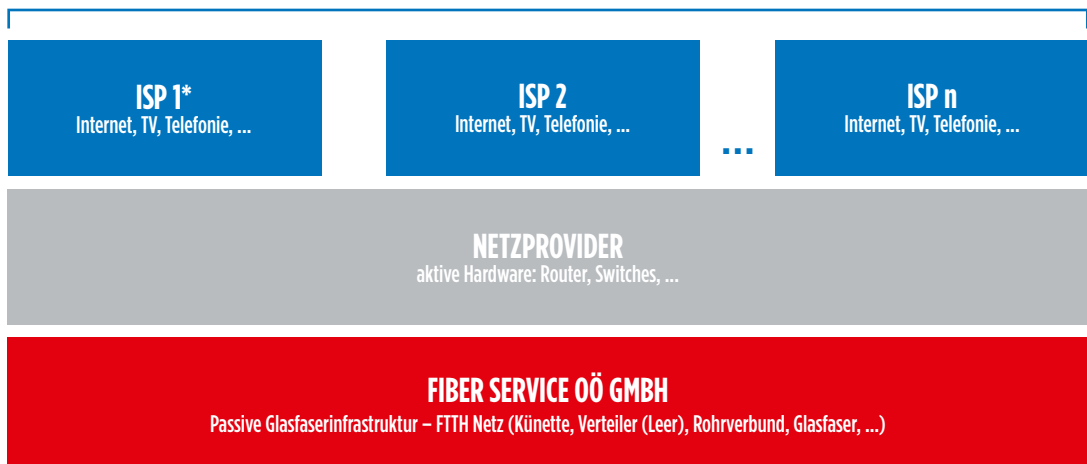 ISP 1*
Internet, TV, Telefonie, ...
ISP 2
Internet, TV, Telefonie, ...
...
ISP n
Internet, TV, Telefonie, ...
NETZPROVIDER
aktive Hardware: Router, Switches, ...
FIBER SERVICE OÖ GMBH
Passive Glasfaserinfrastruktur – FTTH Netz (Künette, Verteiler (Leer), Rohrverbund, Glasfaser, ...)